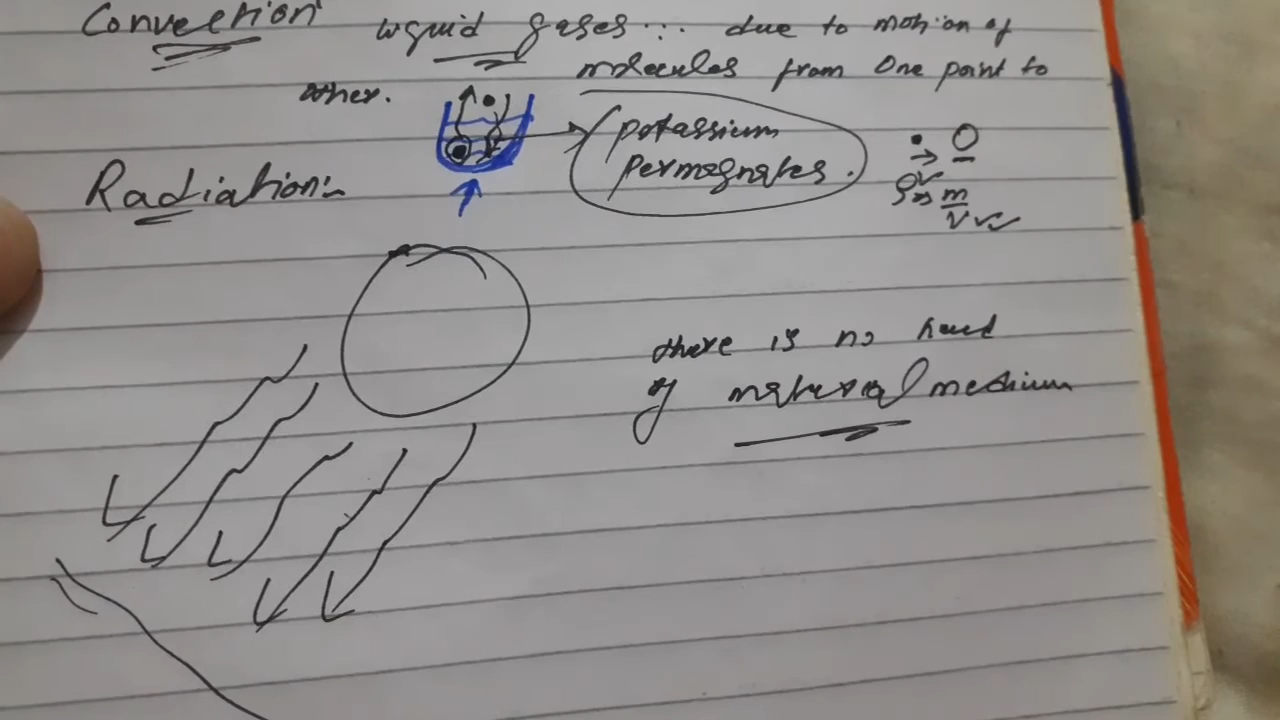 Convection liquid gases ∴ due to motion of
molecules from One point to
other.
potassium
Permagnates.
Radiation:-
ρ = m
V
there is no
of material medium